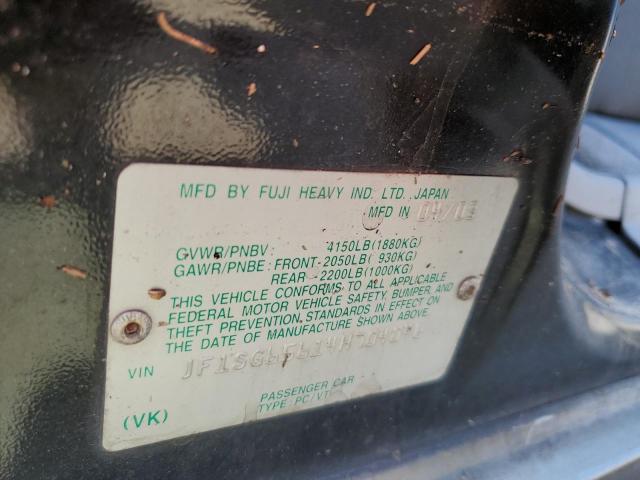 MFD BY FUJI HEAVY IND. LTD., JAPAN
MFD IN
GVWR/PNBV 4150LB(1880KG)
GAWR/PNBE: FRONT-2050LB( 930KG)
REAR -2200LB(1000KG)
THIS VEHICLE CONFORMS TO ALL APPLICABLE
FEDERAL MOTOR VEHICLE SAFETY, BUMPER, AND
THEFT PREVENTION STANDARDS IN EFFECT ON
THE DATE OF MANUFACTURE SHOWN ABOVE.
VIN
PASSENGER CAR
TYPE: PC/VT
(VK)